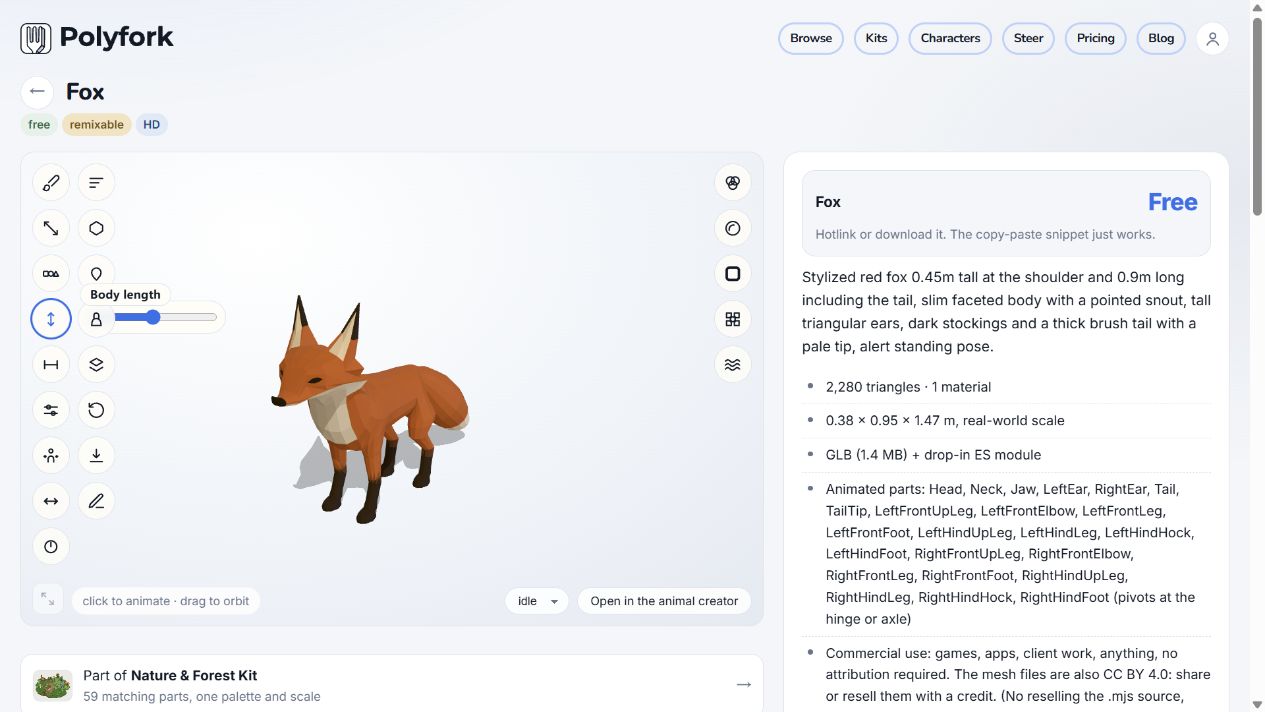 Polyfork
Browse
Kits
Characters
Steer
Pricing
Blog
Fox
free
remixable
HD
Body length
click to animate · drag to orbit
idle
Open in the animal creator
Part of Nature & Forest Kit
59 matching parts, one palette and scale
Fox
Free
Hotlink or download it. The copy-paste snippet just works.
Stylized red fox 0.45m tall at the shoulder and 0.9m long
including the tail, slim faceted body with a pointed snout, tall
triangular ears, dark stockings and a thick brush tail with a
pale tip, alert standing pose.
2,280 triangles · 1 material
0.38 × 0.95 × 1.47 m, real-world scale
GLB (1.4 MB) + drop-in ES module
Animated parts: Head, Neck, Jaw, LeftEar, RightEar, Tail,
TailTip, LeftFrontUpLeg, LeftFrontElbow, LeftFrontLeg,
LeftFrontFoot, LeftHindUpLeg, LeftHindLeg, LeftHindHock,
LeftHindFoot, RightFrontUpLeg, RightFrontElbow,
RightFrontLeg, RightFrontFoot, RightHindUpLeg,
RightHindLeg, RightHindHock, RightHindFoot (pivots at the
hinge or axle)
Commercial use: games, apps, client work, anything, no
attribution required. The mesh files are also CC BY 4.0: share
or resell them with a credit. (No reselling the .mjs source,